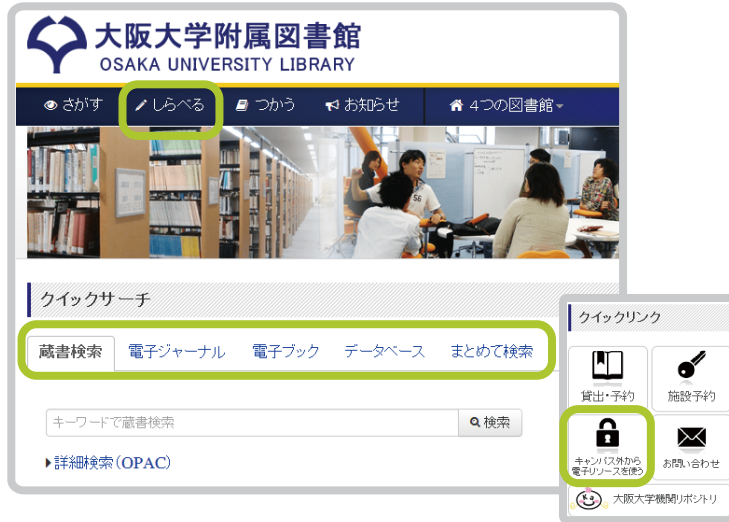 大阪大学附属図書館
OSAKA UNIVERSITY LIBRARY
さがす しらべる つかう お知らせ 4つの図書館
56
クイックサーチ
蔵書検索 電子ジャーナル 電子ブック データベース まとめて検索
キーワードで蔵書検索 検索
詳細検索(OPAC)
クイックリンク
貸出・予約 施設予約
キャンパス外から
電子リソースを使う
お問い合わせ
大阪大学機関リポジトリ